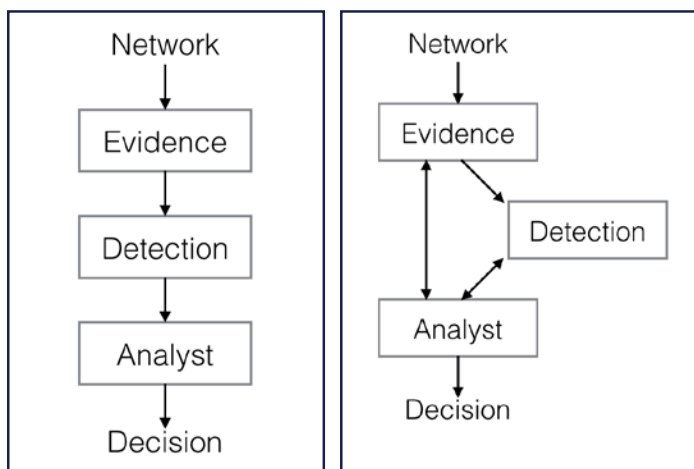 Network
Evidence
Detection
Analyst
Decision
Network
Evidence
Detection
Analyst
Decision